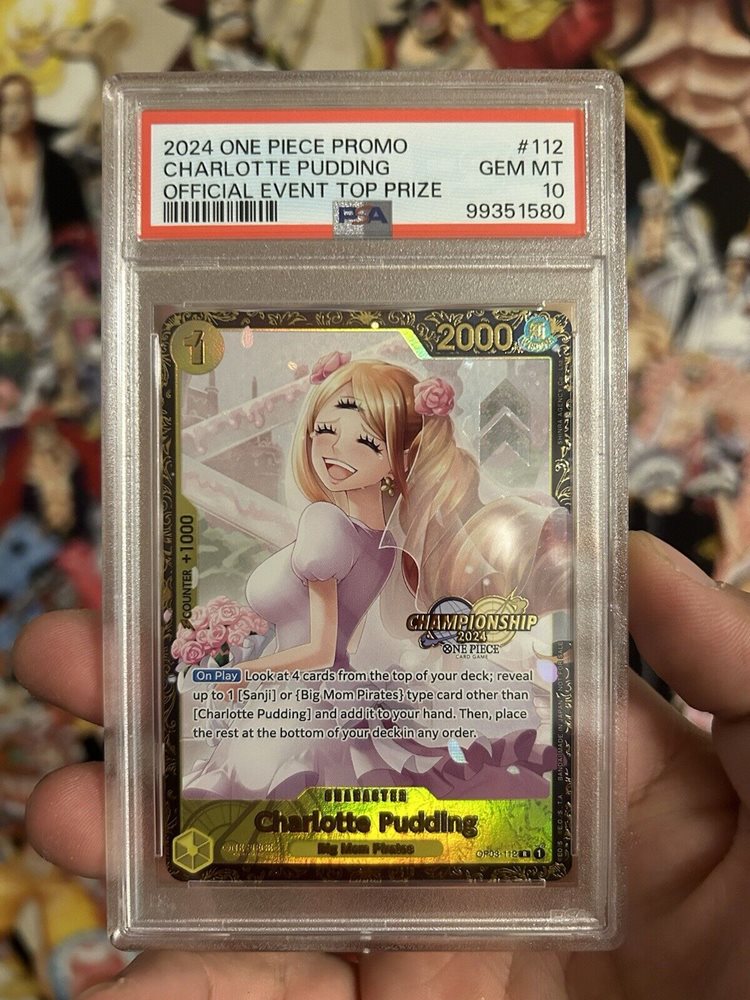 2024 ONE PIECE PROMO #112
CHARLOTTE PUDDING GEM MT
OFFICIAL EVENT TOP PRIZE 10
PSA 99351580
1
2000
COUNTER +1000
CHAMPIONSHIP
2024
ONE PIECE
CARD GAME
On Play Look at 4 cards from the top of your deck; reveal
up to 1 [Sanji] or {Big Mom Pirates} type card other than
[Charlotte Pudding] and add it to your hand. Then, place
the rest at the bottom of your deckin any order.
CHARACTER
Charlotte Pudding
Big Mom Pirates
OP03-112 R 1